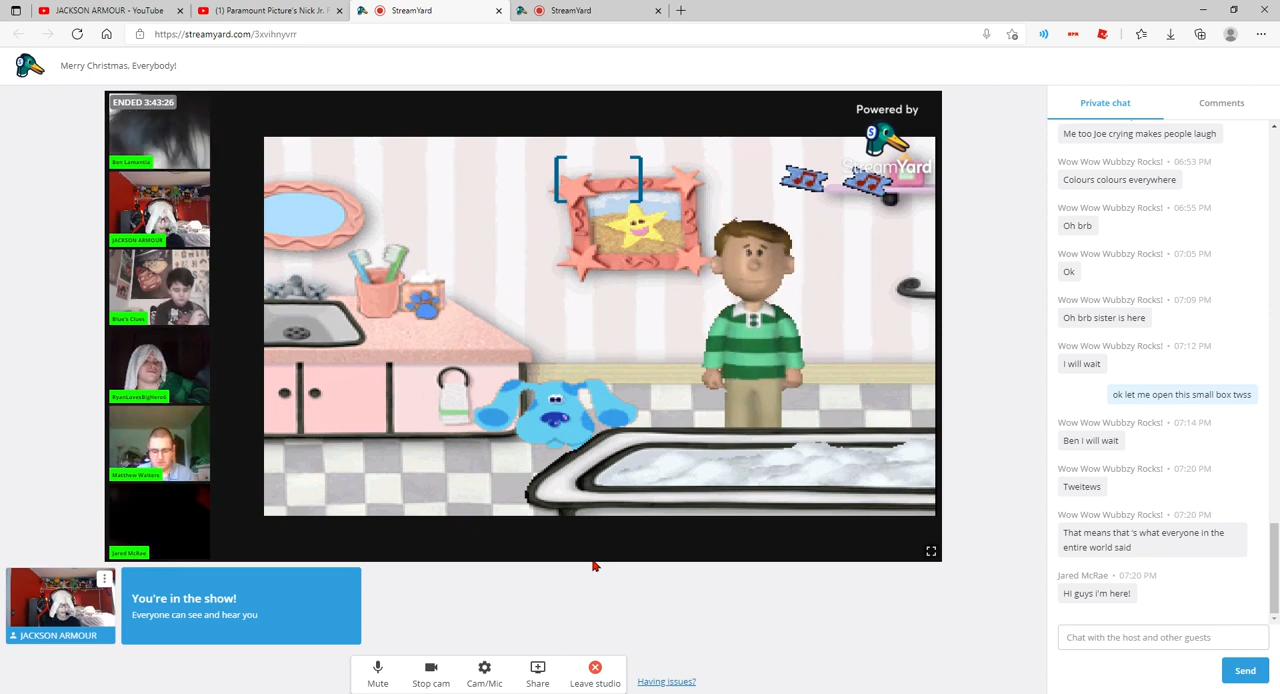 JACKSON ARMOUR - YouTube
(1) Paramount Picture's Nick Jr. F
StreamYard
StreamYard
https://streamyard.com/3xvihnyvrr
Merry Christmas, Everybody!
ENDED 3:43:26
Powered by
StreamYard
Ben Lamantia
JACKSON ARMOUR
Blue's Clues
RyanLovesBigHero6
Matthew Walters
Jared McRae
JACKSON ARMOUR
You're in the show!
Everyone can see and hear you
Mute
Stop cam
Cam/Mic
Share
Leave studio
Having issues?
Private chat
Comments
Me too Joe crying makes people laugh
Wow Wow Wubbzy Rocks! • 06:53 PM
Colours colours everywhere
Wow Wow Wubbzy Rocks! • 06:55 PM
Oh brb
Wow Wow Wubbzy Rocks! • 07:05 PM
Ok
Wow Wow Wubbzy Rocks! • 07:09 PM
Oh brb sister is here
Wow Wow Wubbzy Rocks! • 07:12 PM
I will wait
ok let me open this small box twss
Wow Wow Wubbzy Rocks! • 07:14 PM
Ben I will wait
Wow Wow Wubbzy Rocks! • 07:20 PM
Tweitews
Wow Wow Wubbzy Rocks! • 07:20 PM
That means that 's what everyone in the
entire world said
Jared McRae • 07:20 PM
Hi guys i'm here!
Chat with the host and other guests
Send